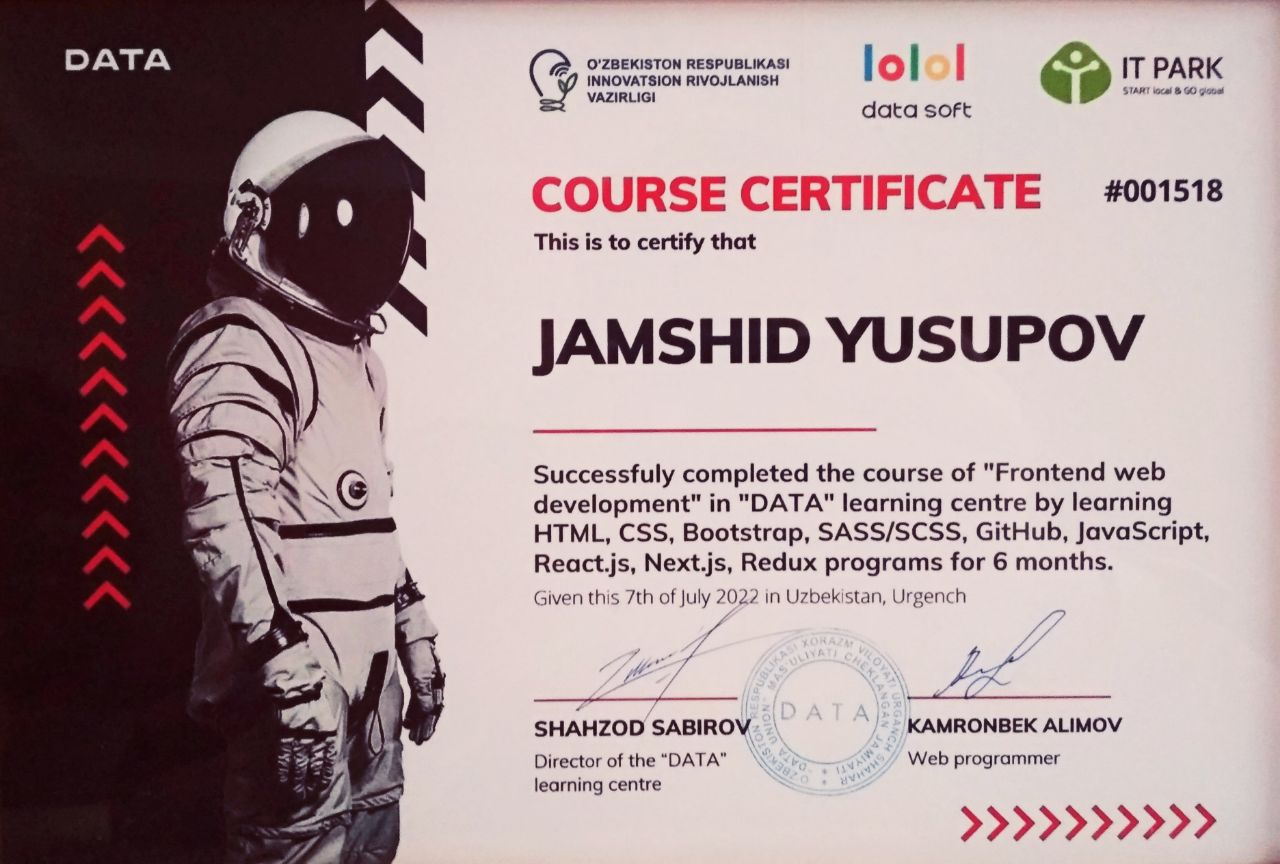 DATA
O'ZBEKISTON RESPUBLIKASI
INNOVATSION RIVOJLANISH
VAZIRLIGI
lolol
data soft
IT PARK
START local & GO global
COURSE CERTIFICATE
#001518
This is to certify that
JAMSHID YUSUPOV
Successfuly completed the course of "Frontend web
development" in "DATA" learning centre by learning
HTML, CSS, Bootstrap, SASS/SCSS, GitHub, JavaScript,
React.js, Next.js, Redux programs for 6 months.
Given this 7th of July 2022 in Uzbekistan, Urgench
O'ZBEKISTON RESPUBLIKASI XORAZM VILOYATI URGANCH SHAHAR
"DATA UNION" MAS'ULIYATI CHEKLANGAN JAMIYATI
DATA
SHAHZOD SABIROV
Director of the “DATA”
learning centre
KAMRONBEK ALIMOV
Web programmer